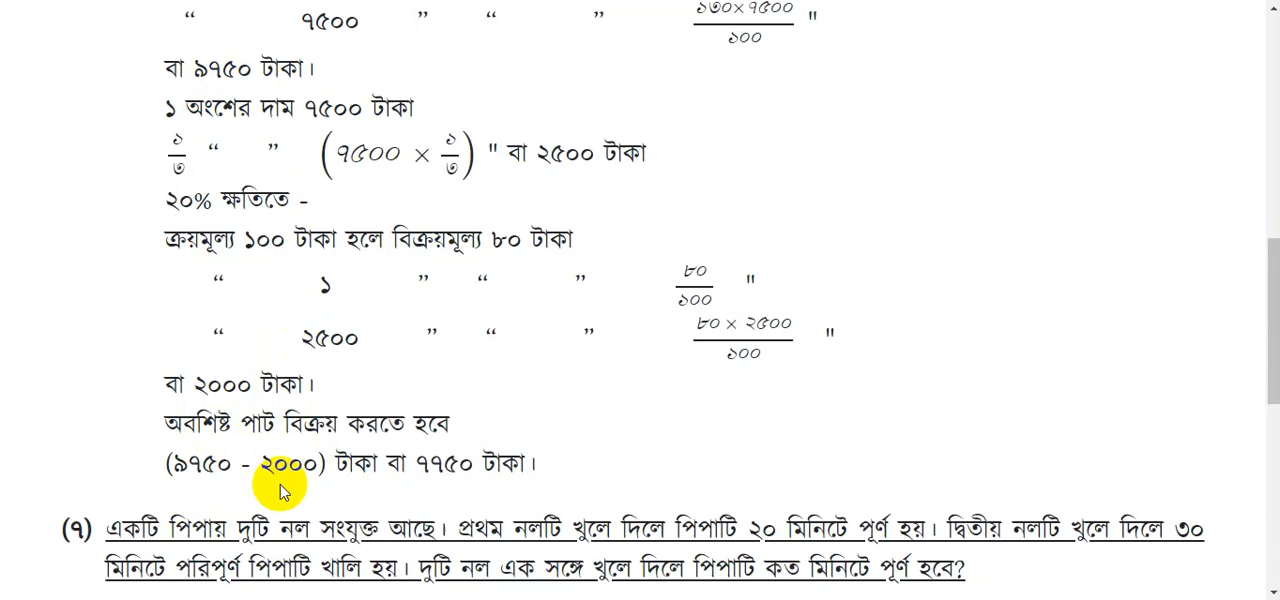 “ ৭৫০০ ” “ ” ১৩০×৭৫০০/১০০ "
বা ৯৭৫০ টাকা।
১ অংশের দাম ৭৫০০ টাকা
১/৩ “ ” (৭৫০০ × ১/৩) " বা ২৫০০ টাকা
২০% ক্ষতিতে -
ক্রয়মূল্য ১০০ টাকা হলে বিক্রয়মূল্য ৮০ টাকা
“ ১ ” “ ” ৮০/১০০ "
“ ২৫০০ ” “ ” ৮০ × ২৫০০/১০০ "
বা ২০০০ টাকা।
অবশিষ্ট পাট বিক্রয় করতে হবে
(৯৭৫০ - ২০০০) টাকা বা ৭৭৫০ টাকা।
(৭) একটি পিপায় দুটি নল সংযুক্ত আছে। প্রথম নলটি খুলে দিলে পিপাটি ২০ মিনিটে পূর্ণ হয়। দ্বিতীয় নলটি খুলে দিলে ৩০
মিনিটে পরিপূর্ণ পিপাটি খালি হয়। দুটি নল এক সঙ্গে খুলে দিলে পিপাটি কত মিনিটে পূর্ণ হবে?